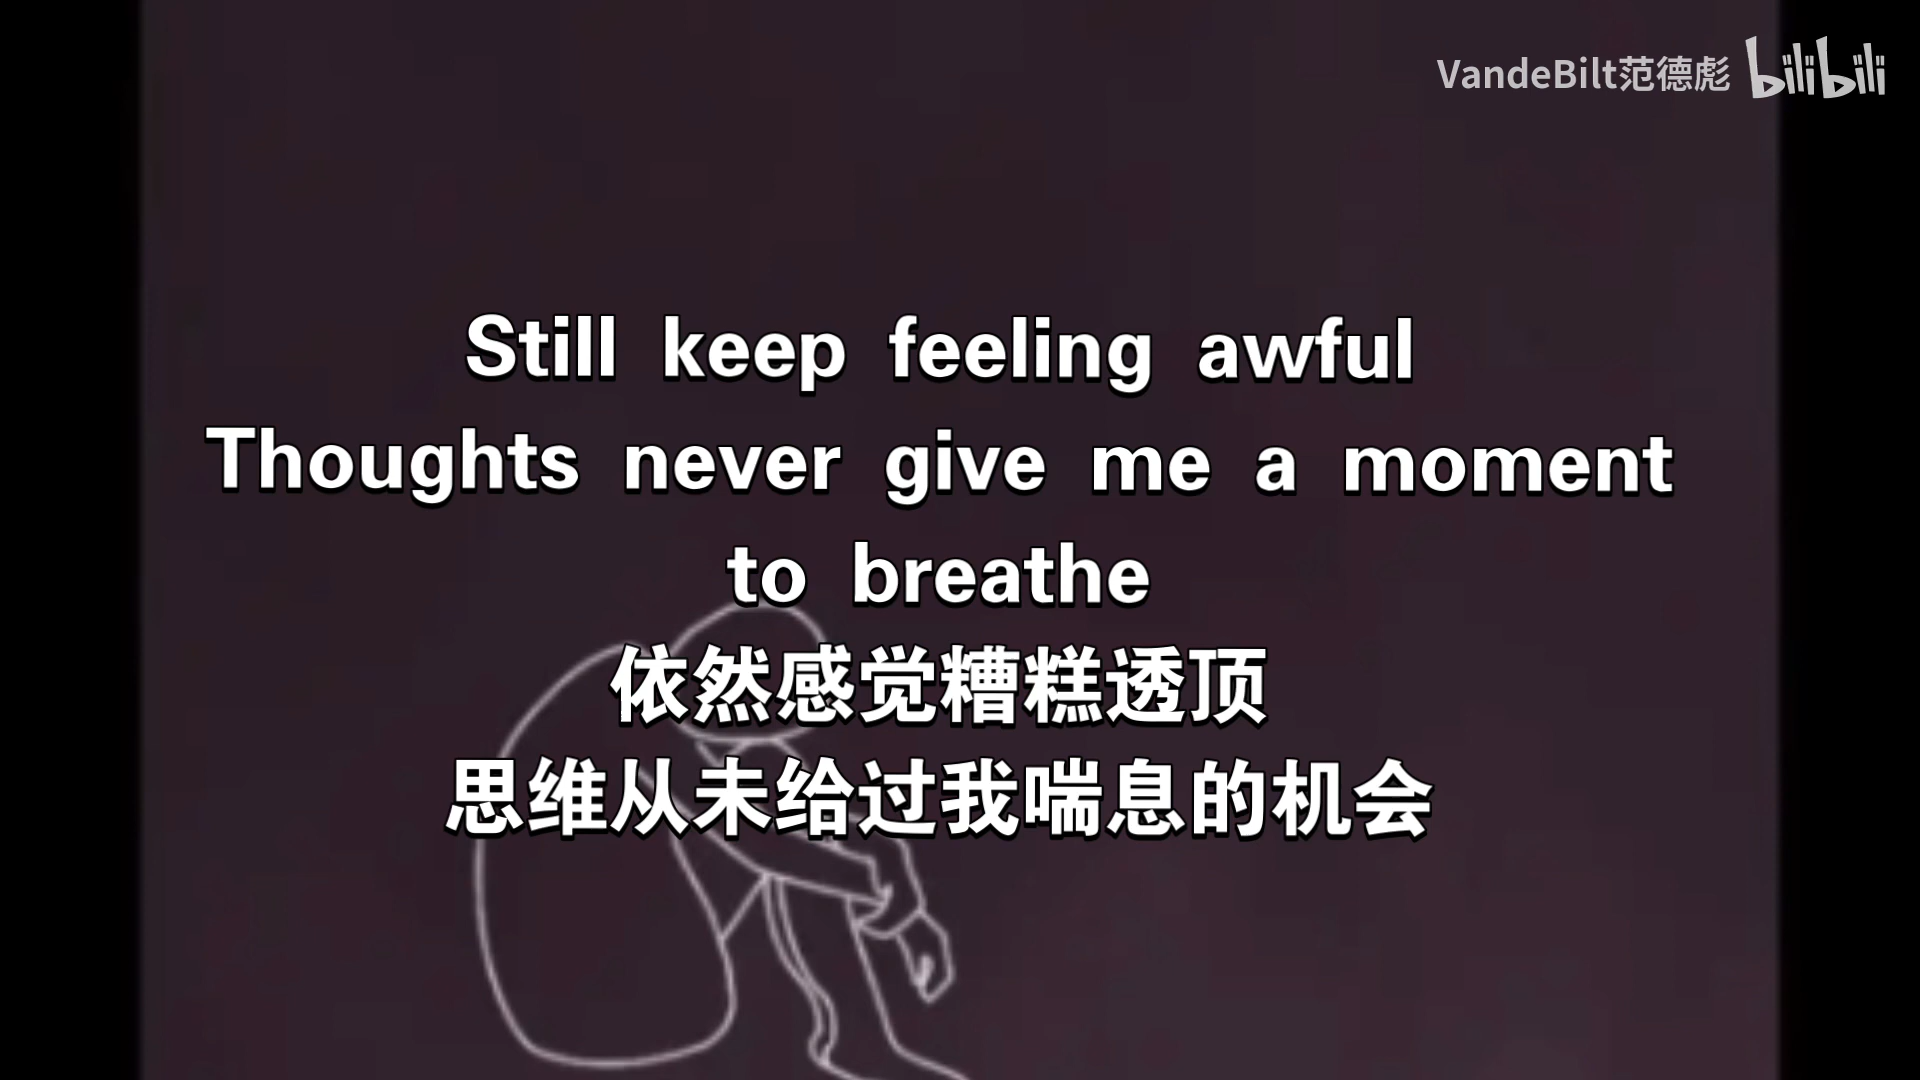 VandeBilt范德彪 bilibili
Still keep feeling awful
Thoughts never give me a moment
to breathe
依然感觉糟糕透顶
思维从未给过我喘息的机会